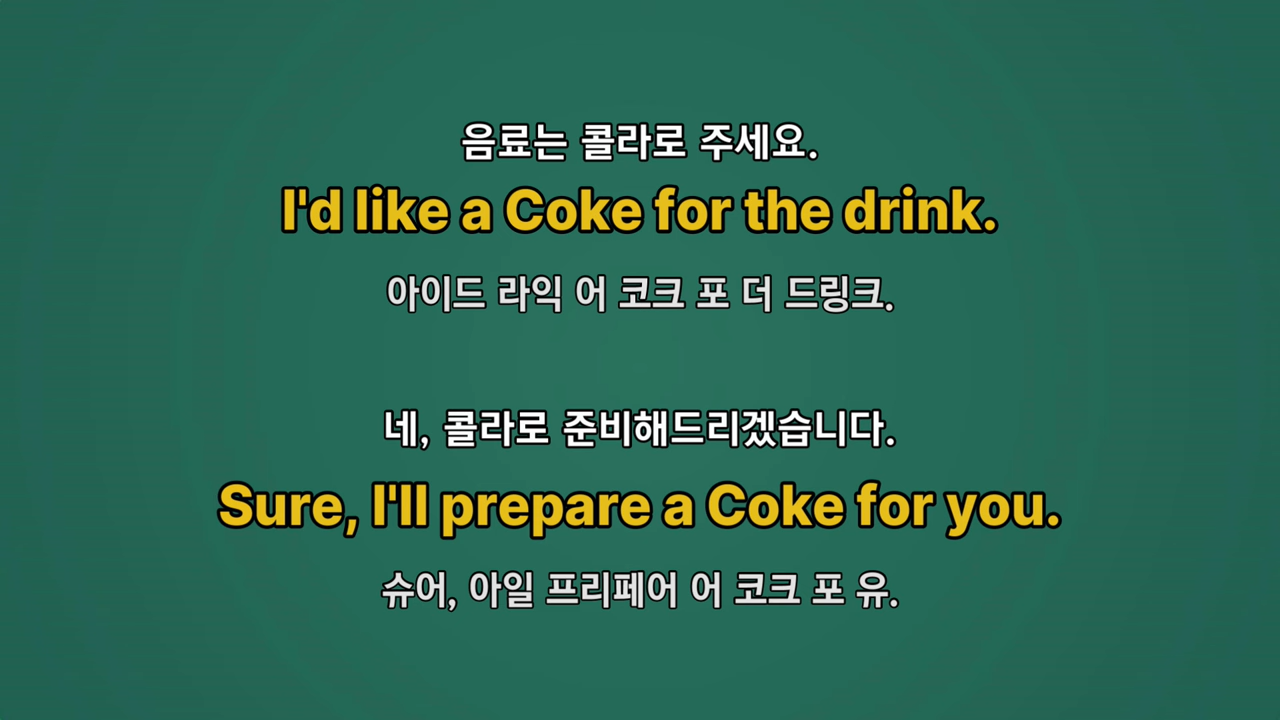 음료는 콜라로 주세요.
I'd like a Coke for the drink.
아이드 라익 어 코크 포 더 드링크.
네, 콜라로 준비해드리겠습니다.
Sure, I'll prepare a Coke for you.
슈어, 아일 프리페어 어 코크 포 유.